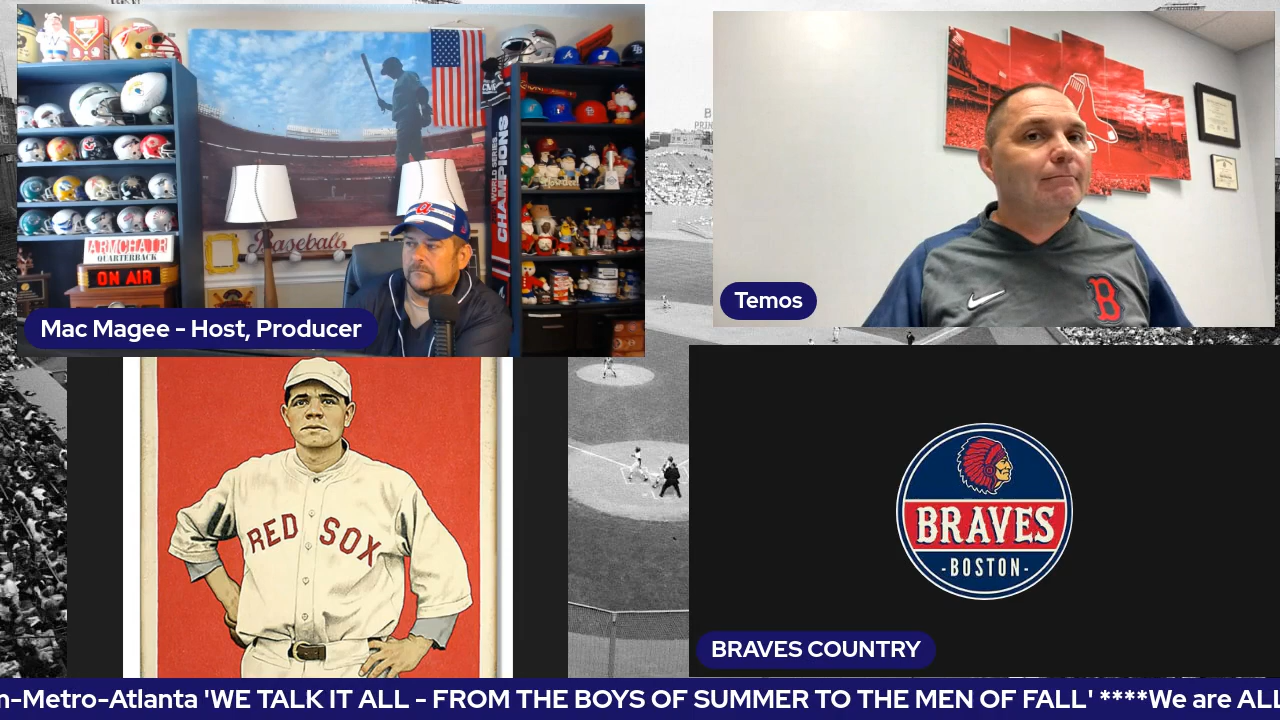 WORLD SERIES
CHAMPIONS
Baseball
ARMCHAIR
QUARTERBACK
ON AIR
Mac Magee - Host, Producer
B
Temos
RED SOX
BRAVES
-BOSTON-
BRAVES COUNTRY
n-Metro-Atlanta 'WE TALK IT ALL - FROM THE BOYS OF SUMMER TO THE MEN OF FALL' ****We are ALL